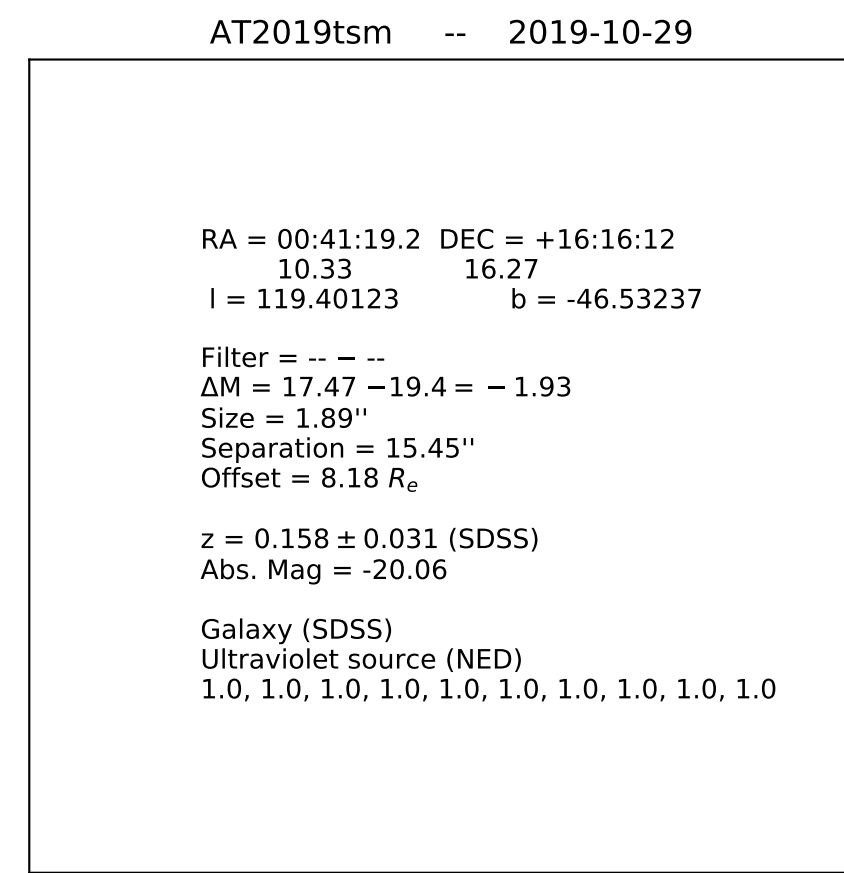 AT2019tsm -- 2019-10-29
RA = 00:41:19.2 DEC = +16:16:12
10.33 16.27
l = 119.40123 b = -46.53237
Filter = -- − --
ΔM = 17.47 −19.4 = − 1.93
Size = 1.89''
Separation = 15.45''
Offset = 8.18 Re
z = 0.158 ± 0.031 (SDSS)
Abs. Mag = -20.06
Galaxy (SDSS)
Ultraviolet source (NED)
1.0, 1.0, 1.0, 1.0, 1.0, 1.0, 1.0, 1.0, 1.0, 1.0